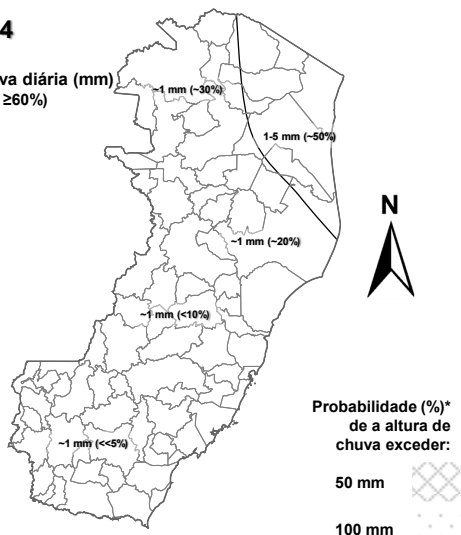 4
va diária (mm)
≥60%)
~1 mm (~30%)
1-5 mm (~50%)
~1 mm (~20%)
N
~1 mm (<10%)
~1 mm (<<5%)
Probabilidade (%)*
de a altura de
chuva exceder:
50 mm
100 mm